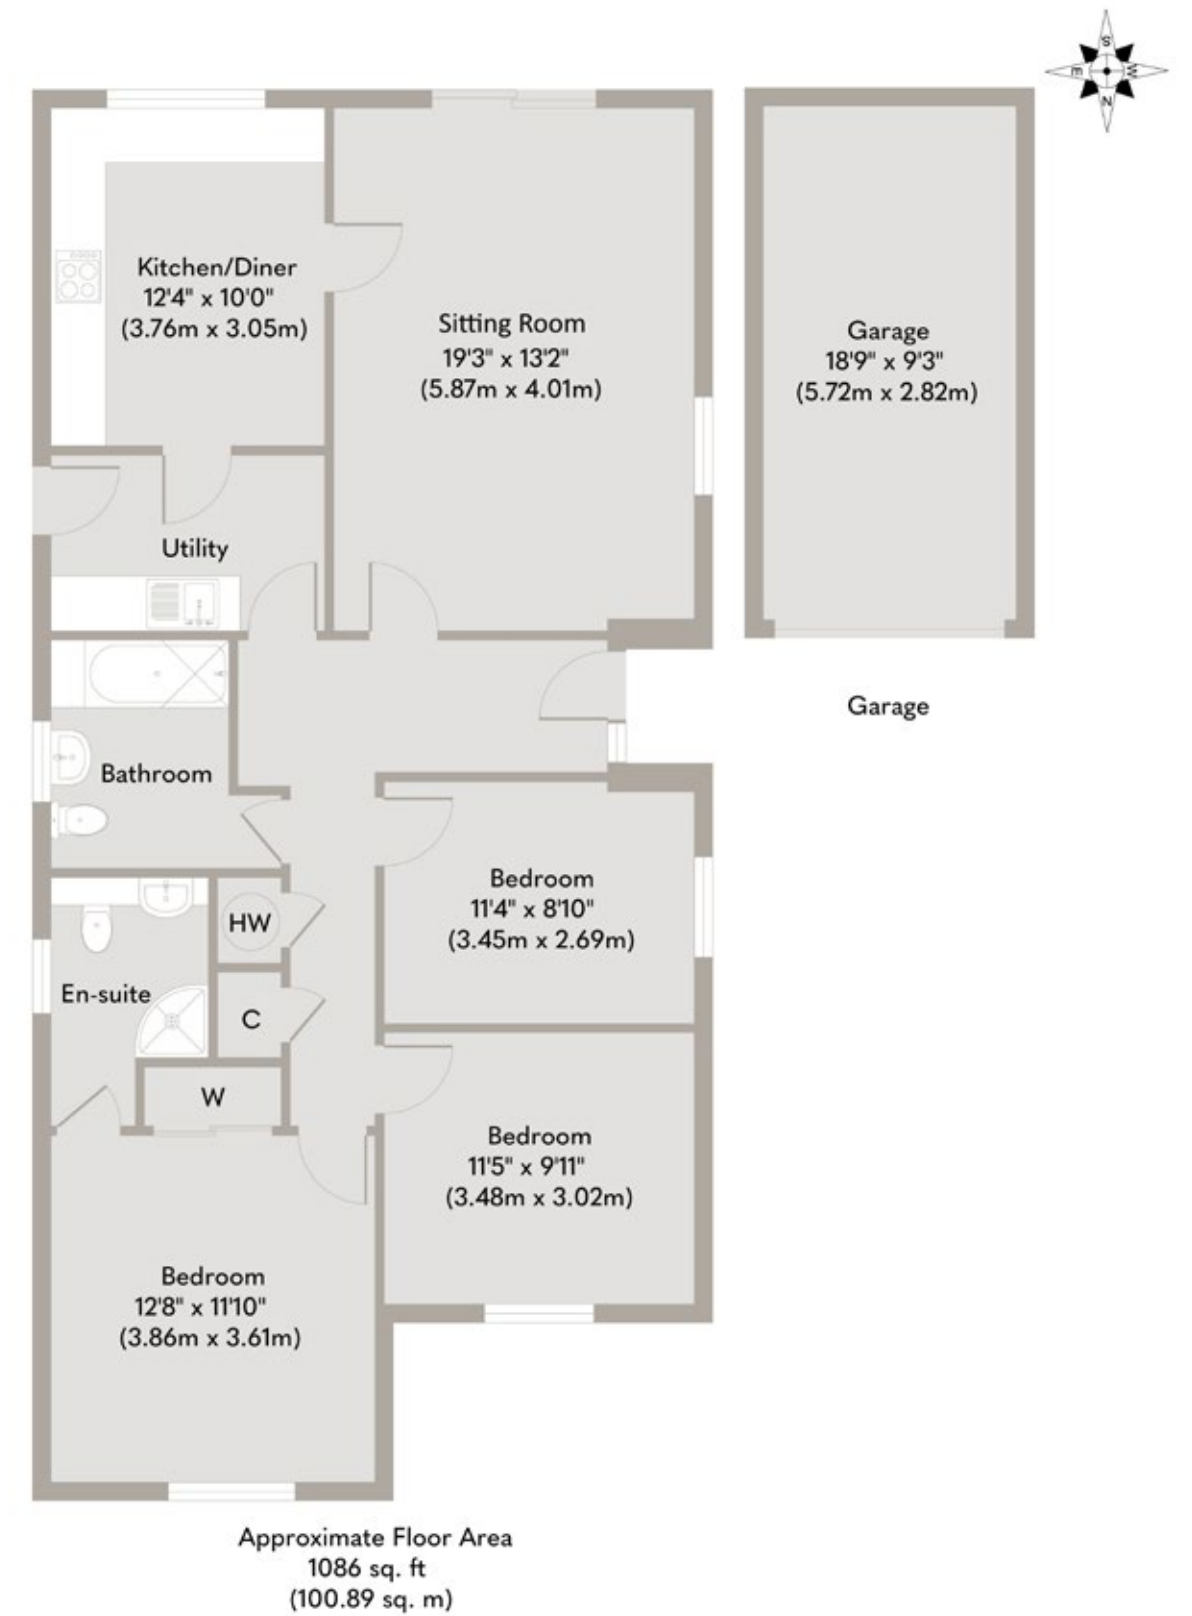 S
E
W
N
Kitchen/Diner
12'4" x 10'0"
(3.76m x 3.05m)
Sitting Room
19'3" x 13'2"
(5.87m x 4.01m)
Garage
18'9" x 9'3"
(5.72m x 2.82m)
Utility
Garage
Bathroom
Bedroom
11'4" x 8'10"
(3.45m x 2.69m)
HW
En-suite
C
W
Bedroom
11'5" x 9'11"
(3.48m x 3.02m)
Bedroom
12'8" x 11'10"
(3.86m x 3.61m)
Approximate Floor Area
1086 sq. ft
(100.89 sq. m)